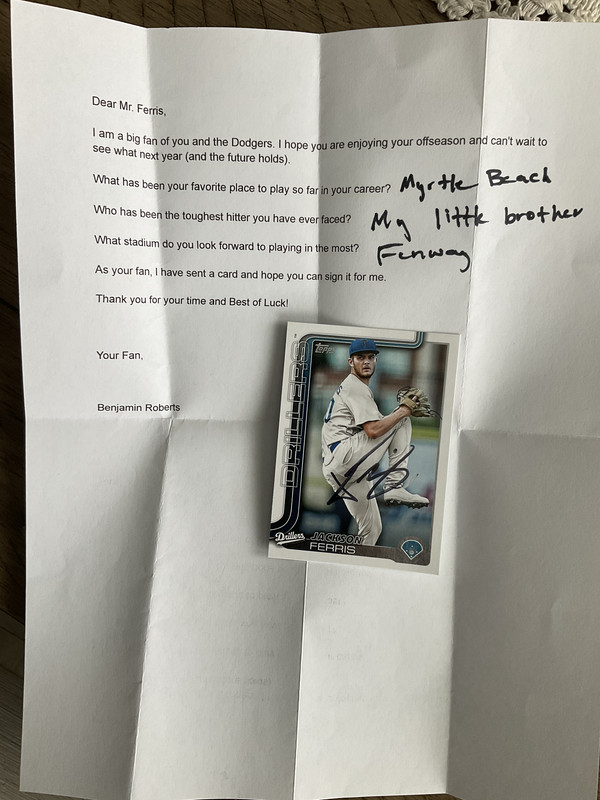 Dear Mr. Ferris,
I am a big fan of you and the Dodgers. I hope you are enjoying your offseason and can't wait to
see what next year (and the future holds).
What has been your favorite place to play so far in your career? Myrtle Beach
Who has been the toughest hitter you have ever faced? My little brother
What stadium do you look forward to playing in the most? Fenway
As your fan, I have sent a card and hope you can sign it for me.
Thank you for your time and Best of Luck!
Your Fan,
Benjamin Roberts
Topps
DRILLERS
Drillers
JACKSON
FERRIS